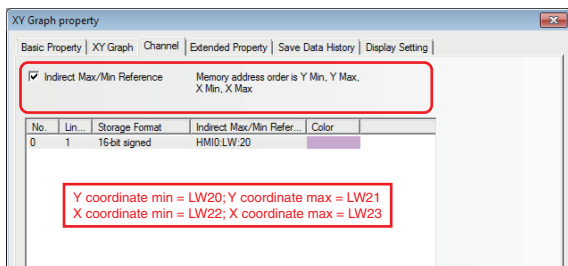 XY Graph property
Basic Property XY Graph Channel Extended Property Save Data History Display Setting
Indirect Max/Min Reference Memory address order is Y Min, Y Max,
X Min, X Max
No. Lin... Storage Format Indirect Max/Min Refer... Color
0 1 16-bit signed HMI0:LW:20
Y coordinate min = LW20; Y coordinate max = LW21
X coordinate min = LW22; X coordinate max = LW23